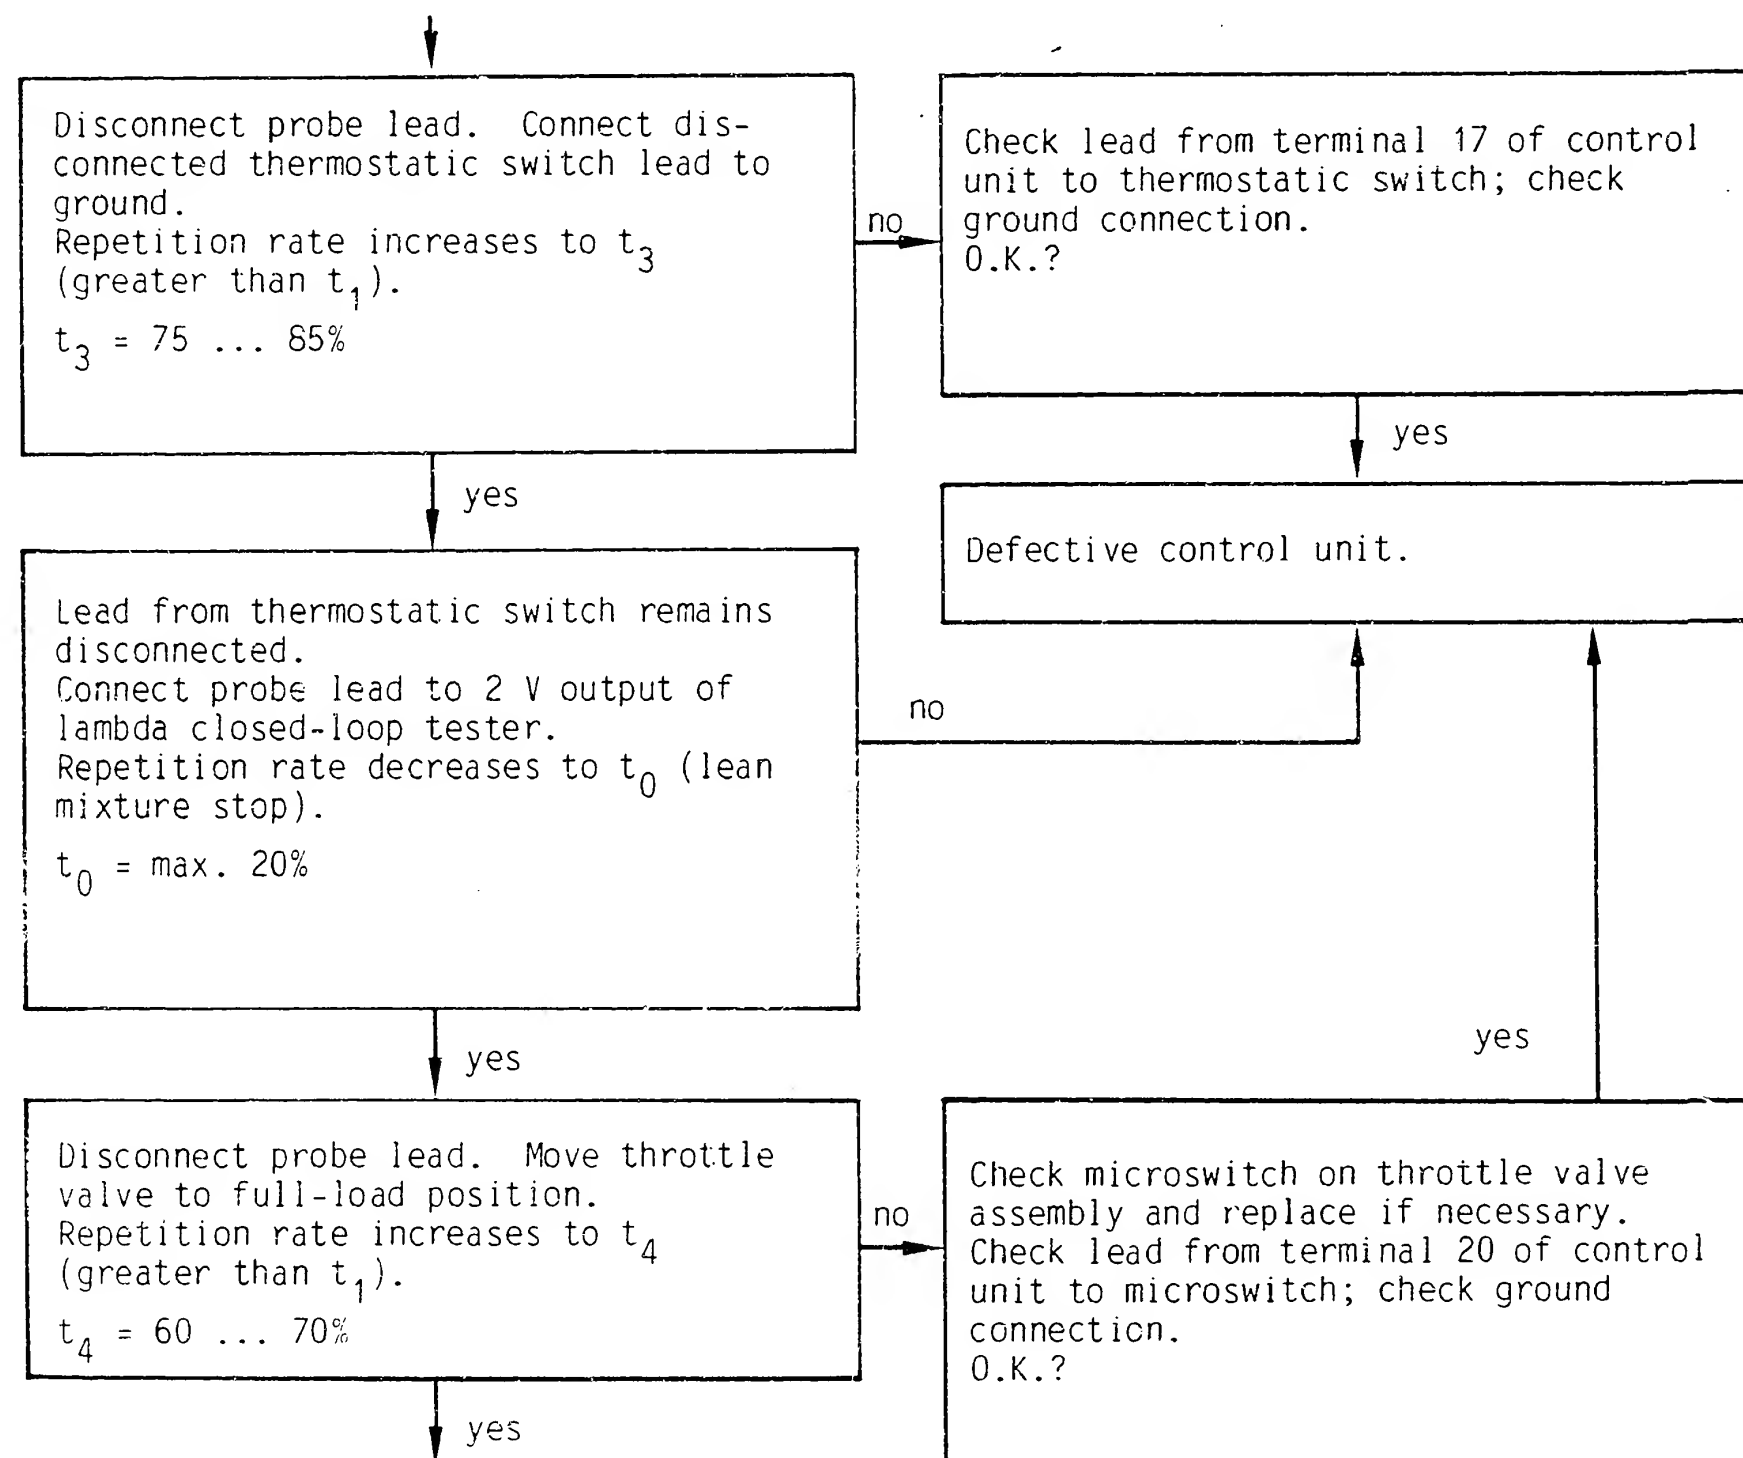 Disconnect probe lead. Connect dis-
connected thermostatic switch lead to
ground.
Repetition rate increases to t3
(greater than t1).
t3 = 75 ... 85%
no
Check lead from terminal 17 of control
unit to thermostatic switch; check
ground connection.
O.K.?
yes
yes
Defective control unit.
Lead from thermostatic switch remains
disconnected.
Connect probe lead to 2 V output of
lambda closed-loop tester.
Repetition rate decreases to t0 (lean
mixture stop).
t0 = max. 20%
no
yes
yes
Disconnect probe lead. Move throttle
valve to full-load position.
Repetition rate increases to t4
(greater than t1).
t4 = 60 ... 70%
no
Check microswitch on throttle valve
assembly and replace if necessary.
Check lead from terminal 20 of control
unit to microswitch; check ground
connection.
O.K.?
yes